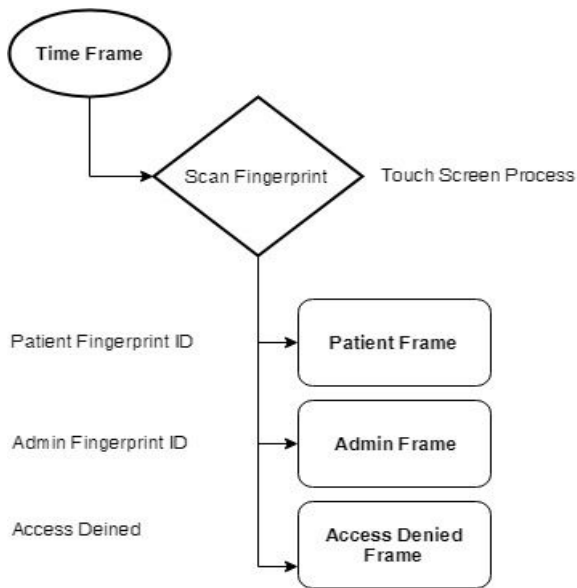 Time Frame
Scan Fingerprint
Touch Screen Process
Patient Fingerprint ID
Patient Frame
Admin Fingerprint ID
Admin Frame
Access Deined
Access Denied
Frame